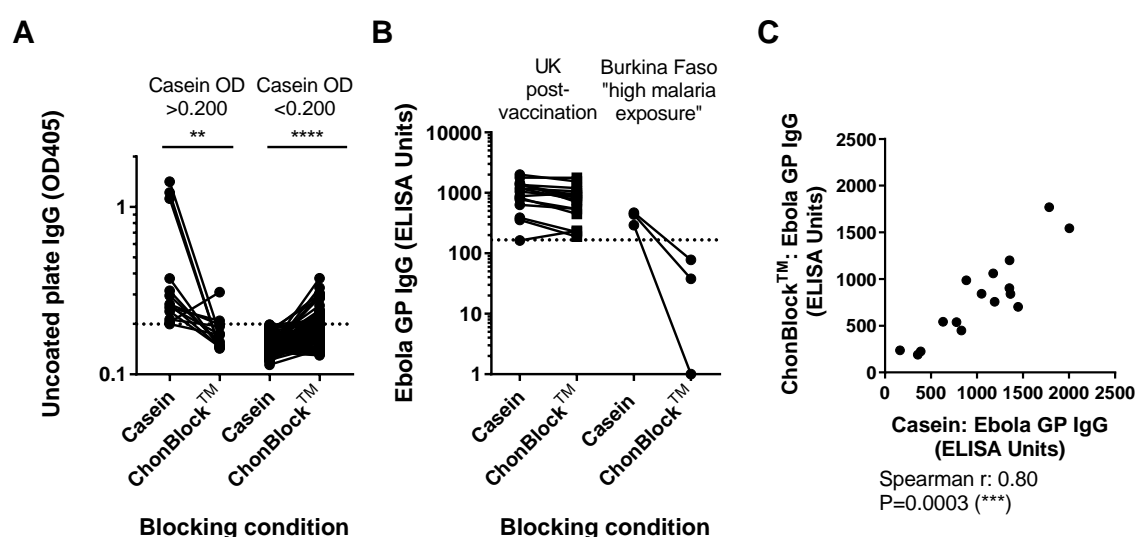 A
Casein OD
>0.200
Casein OD
<0.200
**
****
Uncoated plate IgG (OD405)
1
0.1
Casein
ChonBlock™
Casein
ChonBlock™
Blocking condition
B
UK
post-
vaccination
Burkina Faso
"high malaria
exposure"
Ebola GP IgG (ELISA Units)
10000
1000
100
10
1
Casein
ChonBlock™
Casein
ChonBlock™
Blocking condition
C
ChonBlock™: Ebola GP IgG
(ELISA Units)
2500
2000
1500
1000
500
0
0 500 1000 1500 2000 2500
Casein: Ebola GP IgG
(ELISA Units)
Spearman r: 0.80
P=0.0003 (***)